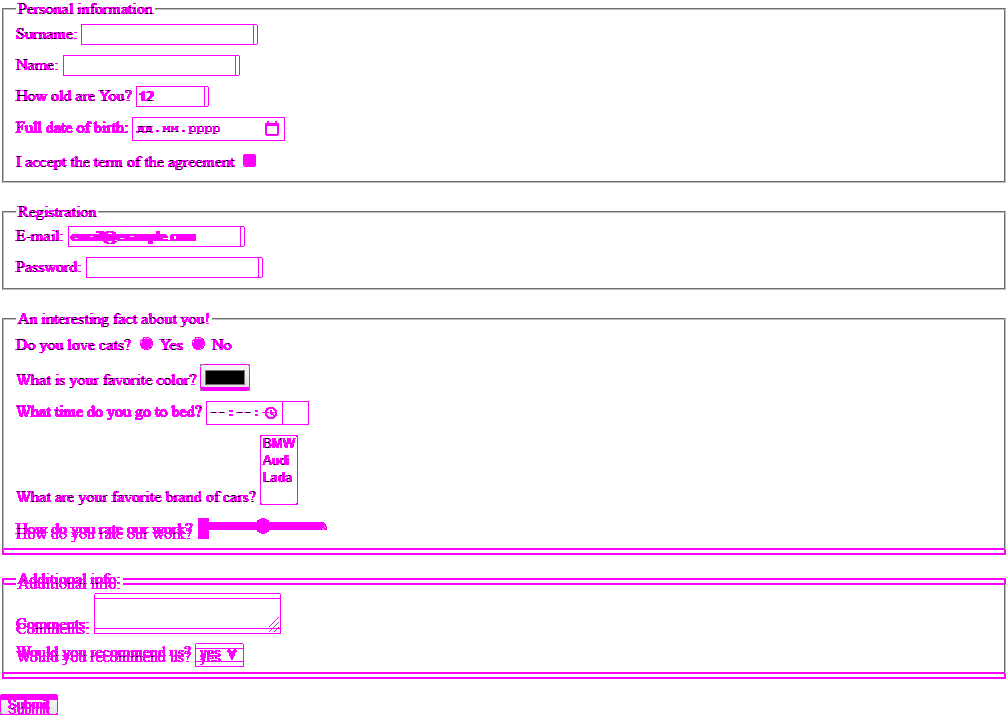 Personal information
Surname:
Name:
How old are You? 12
Full date of birth: дд.мм.рррр
I accept the term of the agreement
Registration
E-mail: email@example.com
Password:
An interesting fact about you!
Do you love cats? Yes No
What is your favorite color?
What time do you go to bed? --:--:--
BMW
Audi
Lada
What are your favorite brand of cars?
How do you rate our work?
Additional info:
Comments:
Would you recommend us? yes
Submit